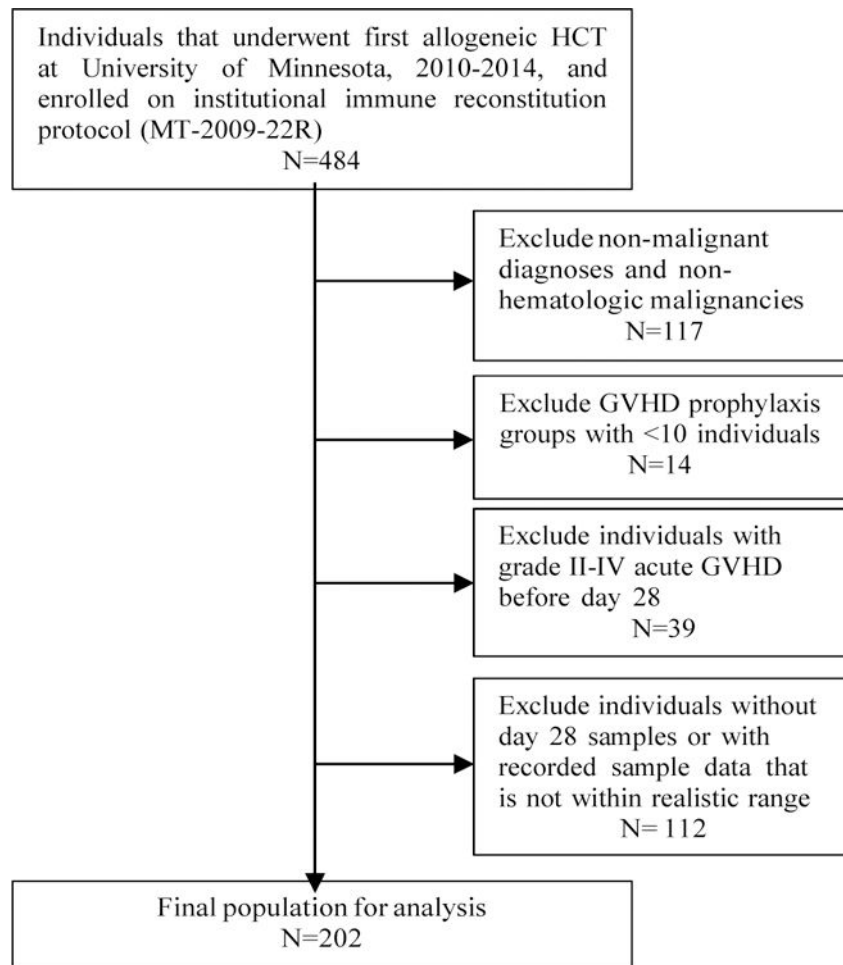 Individuals that underwent first allogeneic HCT
at University of Minnesota, 2010-2014, and
enrolled on institutional immune reconstitution
protocol (MT-2009-22R)
N=484
Exclude non-malignant
diagnoses and non-
hematologic malignancies
N=117
Exclude GVHD prophylaxis
groups with <10 individuals
N=14
Exclude individuals with
grade II-IV acute GVHD
before day 28
N=39
Exclude individuals without
day 28 samples or with
recorded sample data that
is not within realistic range
N= 112
Final population for analysis
N=202